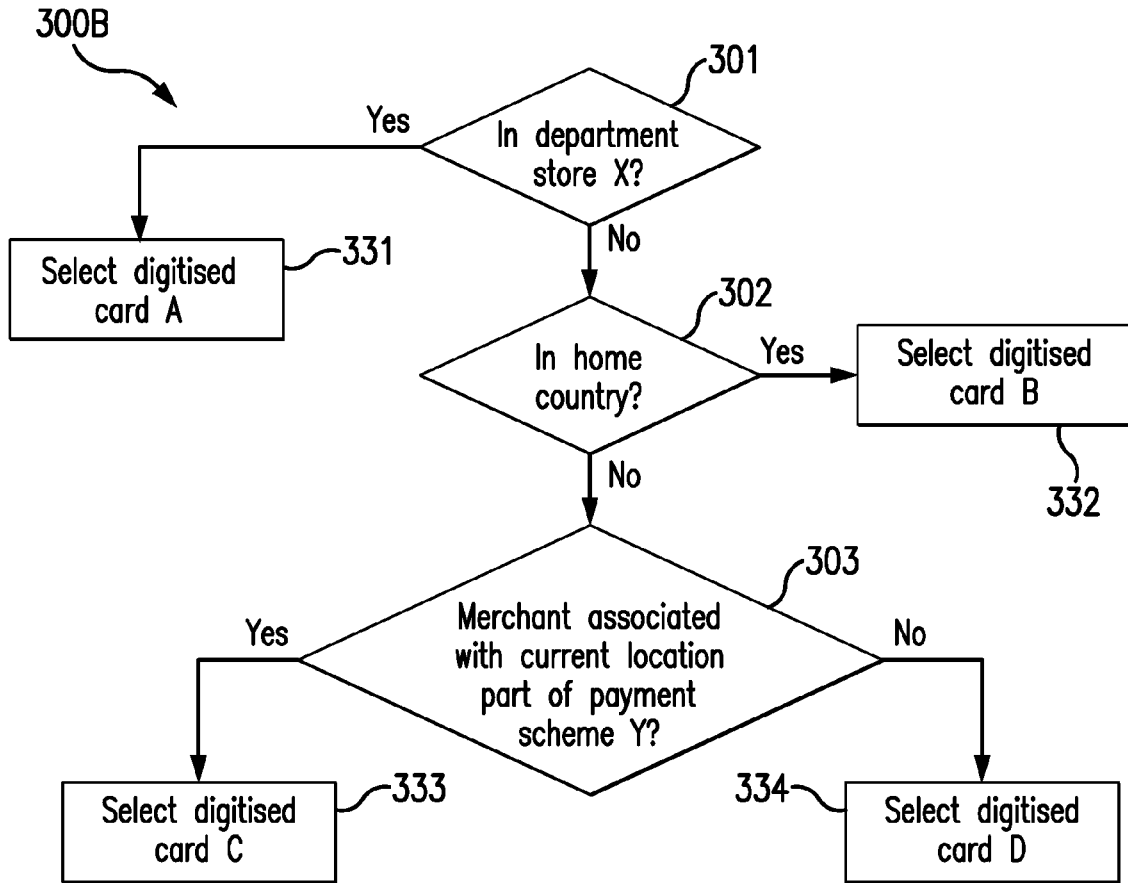 300B
301
Yes
In department
store X?
No
331
Select digitised
card A
302
In home
country?
Yes
Select digitised
card B
332
No
303
Yes
Merchant associated
with current location
part of payment
scheme Y?
No
333
Select digitised
card C
334
Select digitised
card D